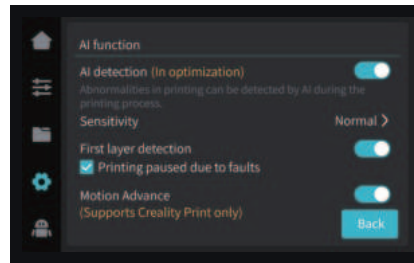 AI function
AI detection (In optimization)
Abnormalities in printing can be detected by AI during the
printing process.
Sensitivity Normal >
First layer detection
Printing paused due to faults
Motion Advance
(Supports Creality Print only)
Back